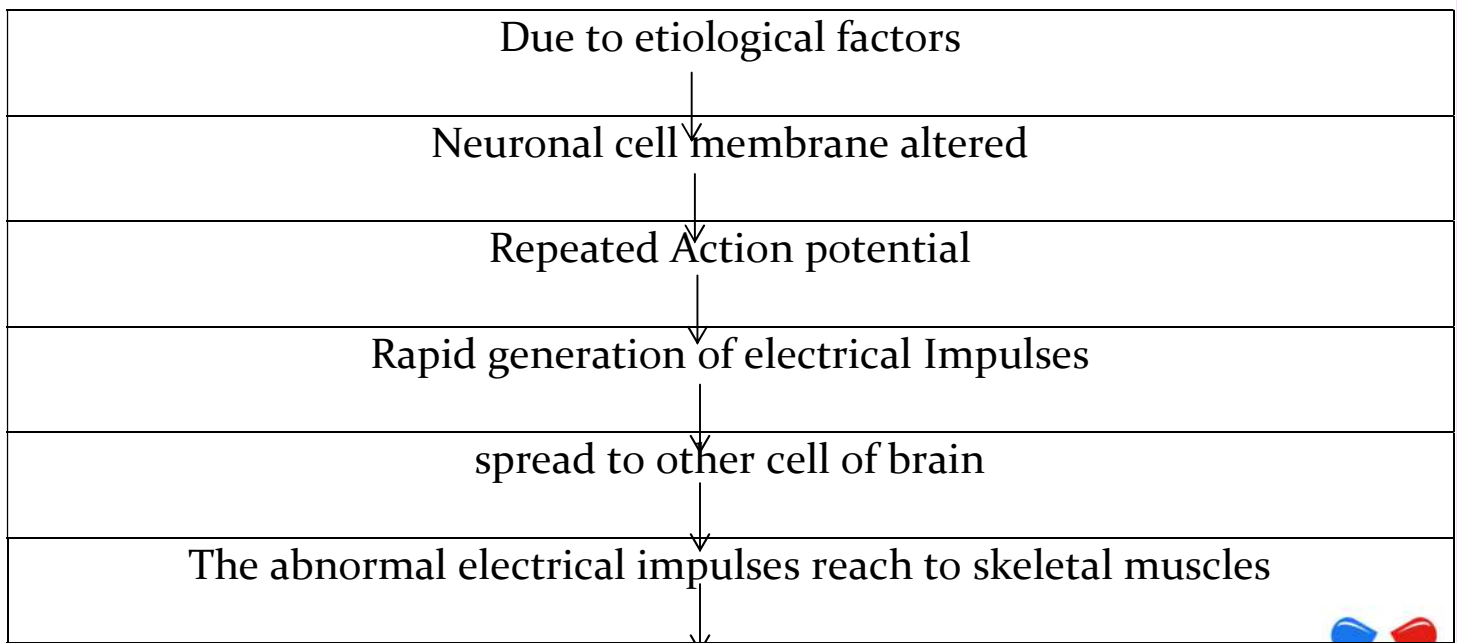 Due to etiological factors
Neuronal cell membrane altered
Repeated Action potential
Rapid generation of electrical Impulses
spread to other cell of brain
The abnormal electrical impulses reach to skeletal muscles